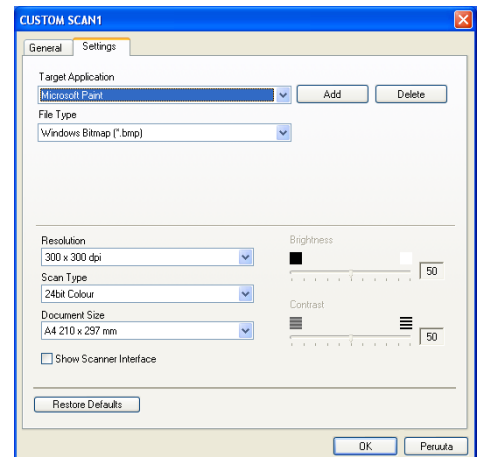 CUSTOM SCAN1
General Settings
Target Application
Microsoft Paint Add Delete
File Type
Windows Bitmap (*.bmp)
Resolution Brightness
300 x 300 dpi
50
Scan Type
24bit Colour
Contrast
Document Size
A4 210 x 297 mm
50
Show Scanner Interface
Restore Defaults
OK Peruuta